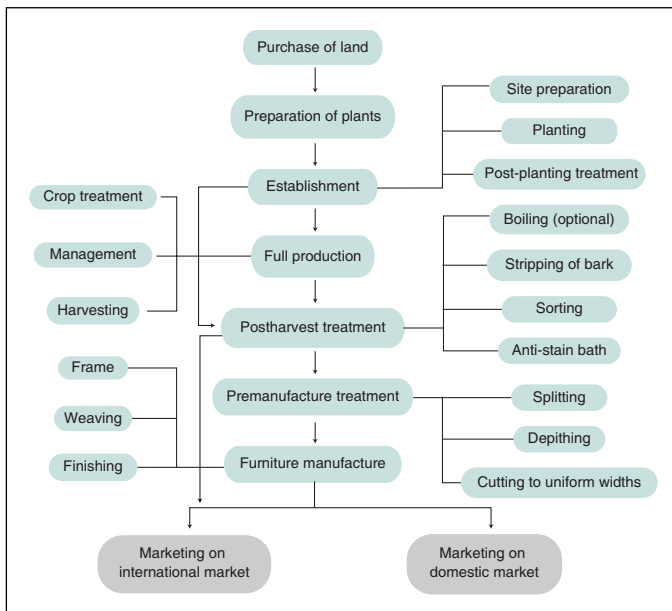 Purchase of land
Preparation of plants
Establishment
Site preparation
Planting
Post-planting treatment
Crop treatment
Management
Harvesting
Full production
Boiling (optional)
Stripping of bark
Sorting
Anti-stain bath
Postharvest treatment
Frame
Weaving
Finishing
Premanufacture treatment
Splitting
Depithing
Cutting to uniform widths
Furniture manufacture
Marketing on
international market
Marketing on
domestic market